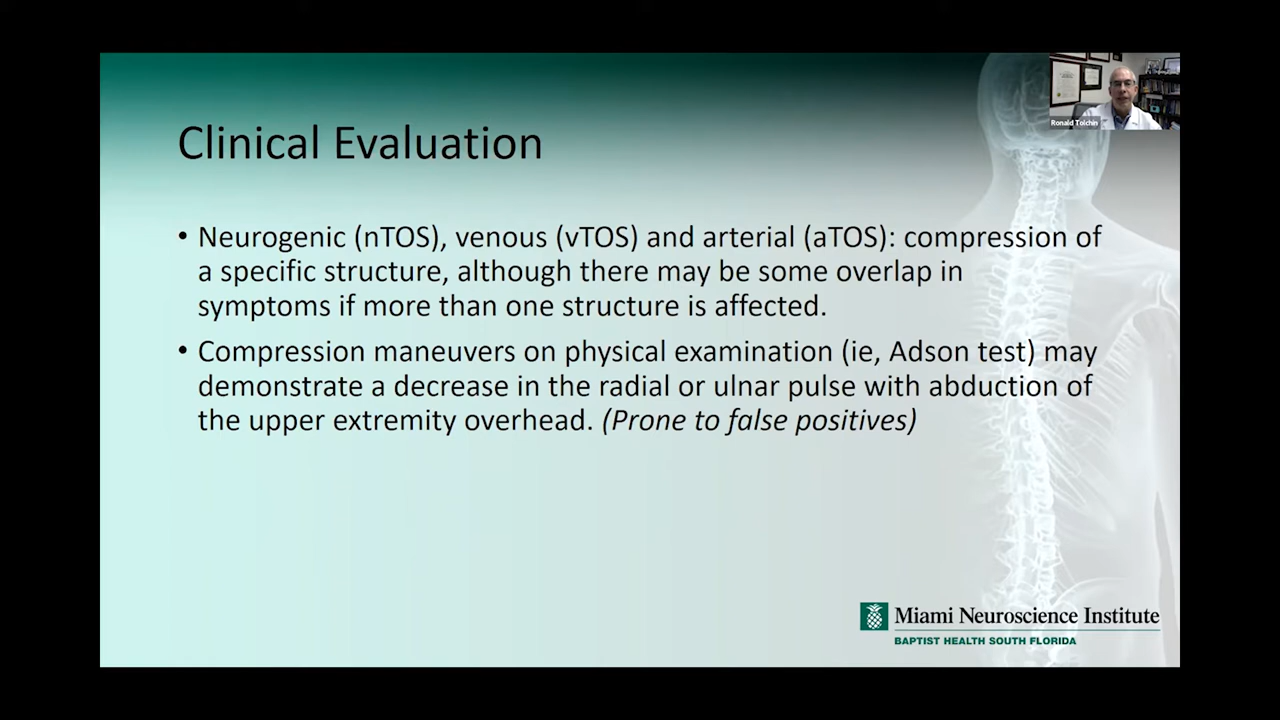 Ronald Tolchin
Clinical Evaluation
• Neurogenic (nTOS), venous (vTOS) and arterial (aTOS): compression of
a specific structure, although there may be some overlap in
symptoms if more than one structure is affected.
• Compression maneuvers on physical examination (ie, Adson test) may
demonstrate a decrease in the radial or ulnar pulse with abduction of
the upper extremity overhead. (Prone to false positives)
Miami Neuroscience Institute
BAPTIST HEALTH SOUTH FLORIDA